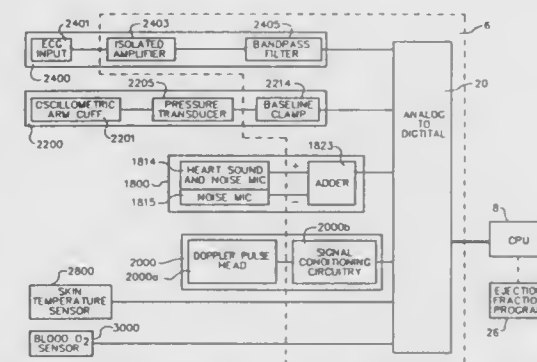 2401
2403
2405
6
ECG
INPUT
ISOLATED
AMPLIFIER
BANDPASS
FILTER
2400
20
2205
2214
OSCILLOMETRIC
ARM CUFF
PRESSURE
TRANSDUCER
BASELINE
CLAMP
2201
2200
ANALOG
TO
DIGTITAL
1823
1814
HEART SOUND
AND NOISE MIC
+
ADDER
1800
1815
NOISE MIC
–
2000b
8
CPU
DOPPLER PULSE
HEAD
SIGNAL
CONDITIONING
CIRCUITRY
2000
2000a
2800
SKIN
TEMPERATURE
SENSOR
EJECTION
FRACTION
PROGRAM
26
3000
BLOOD O2
SENSOR